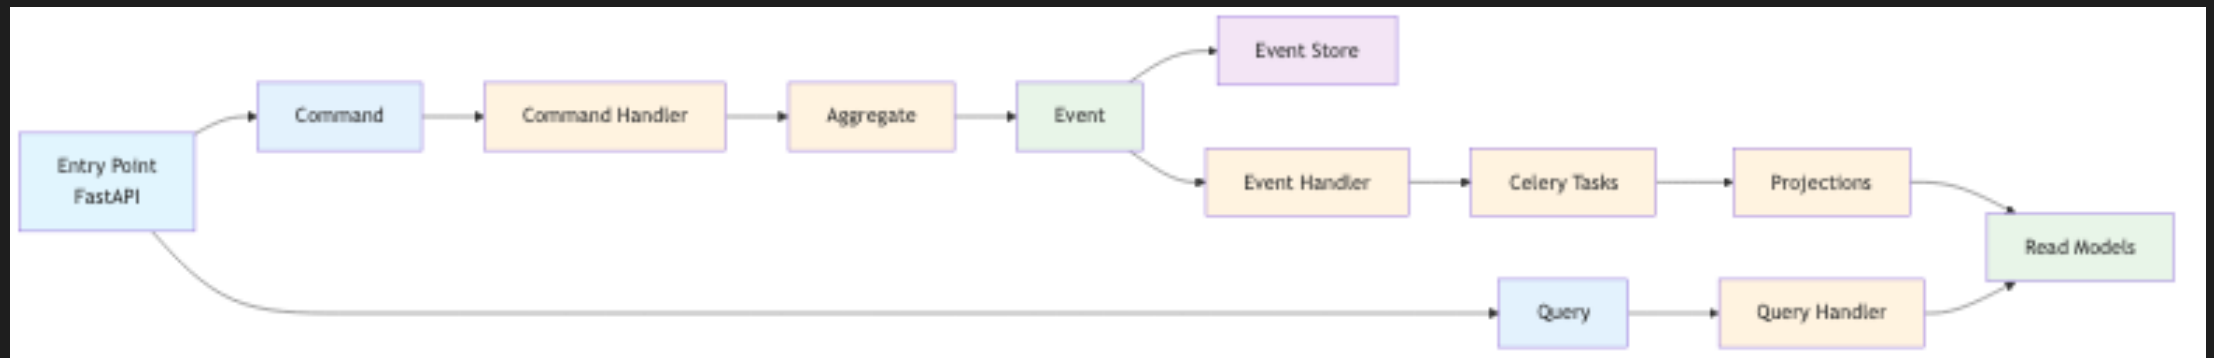 Event Store
Command
Command Handler
Aggregate
Event
Entry Point
FastAPI
Event Handler
Celery Tasks
Projections
Read Models
Query
Query Handler